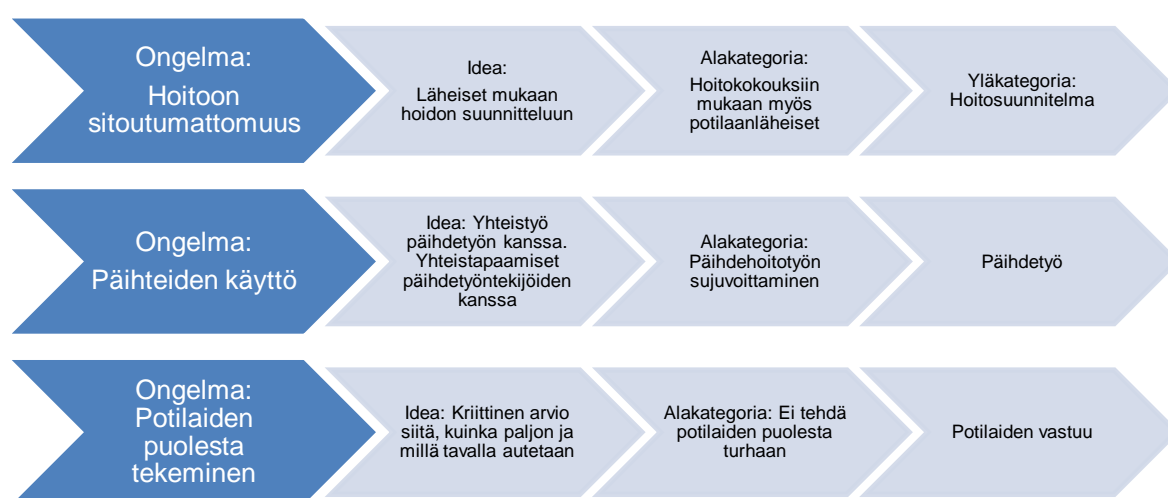 Ongelma:
Hoitoon
sitoutumattomuus
Idea:
Läheiset mukaan
hoidon suunnitteluun
Alakategoria:
Hoitokokouksiin
mukaan myös
potilaanläheiset
Yläkategoria:
Hoitosuunnitelma
Ongelma:
Päihteiden käyttö
Idea: Yhteistyö
päihdetyön kanssa.
Yhteistapaamiset
päihdetyöntekijöiden
kanssa
Alakategoria:
Päihdehoitotyön
sujuvoittaminen
Päihdetyö
Ongelma:
Potilaiden
puolesta
tekeminen
Idea: Kriittinen arvio
siitä, kuinka paljon ja
millä tavalla autetaan
Alakategoria: Ei tehdä
potilaiden puolesta
turhaan
Potilaiden vastuu